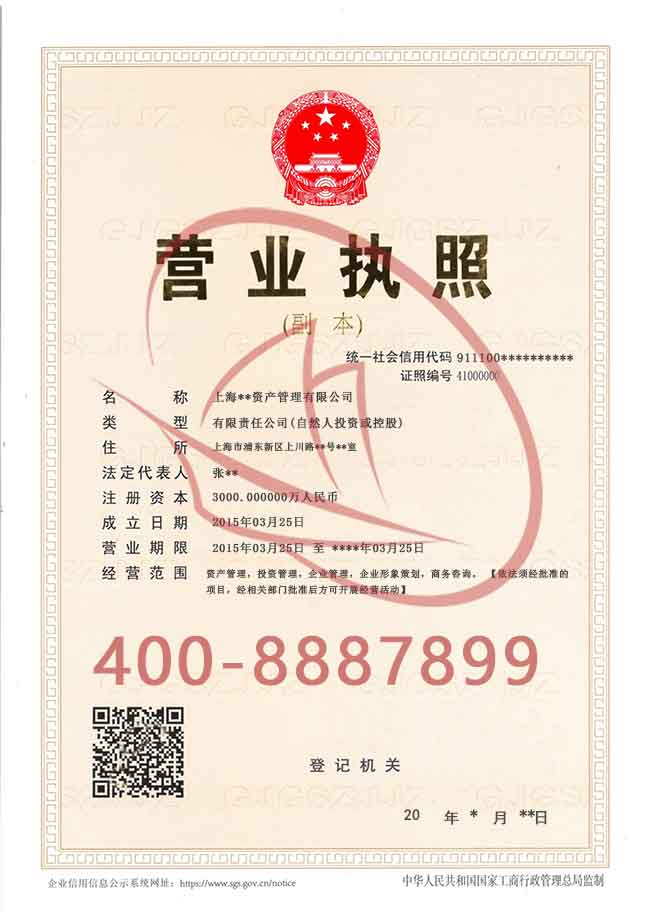 营业执照
(副 本)
统一社会信用代码 911100**********
证照编号 41000000
名 称 上海**资产管理有限公司
类 型 有限责任公司(自然人投资或控股)
住 所 上海市浦东新区上川路**号**室
法定代表人 张**
注 册 资 本 3000.000000万人民币
成 立 日 期 2015年03月25日
营 业 期 限 2015年03月25日 至 ****年03月25日
经 营 范 围 资产管理，投资管理，企业管理，企业形象策划，商务咨询。【依法须经批准的
项目，经相关部门批准后方可开展经营活动】
400-8887899
登 记 机 关
20 年 * 月 **日
企业信用信息公示系统网址：https://www.sgs.gov.cn/notice
中华人民共和国国家工商行政管理总局监制